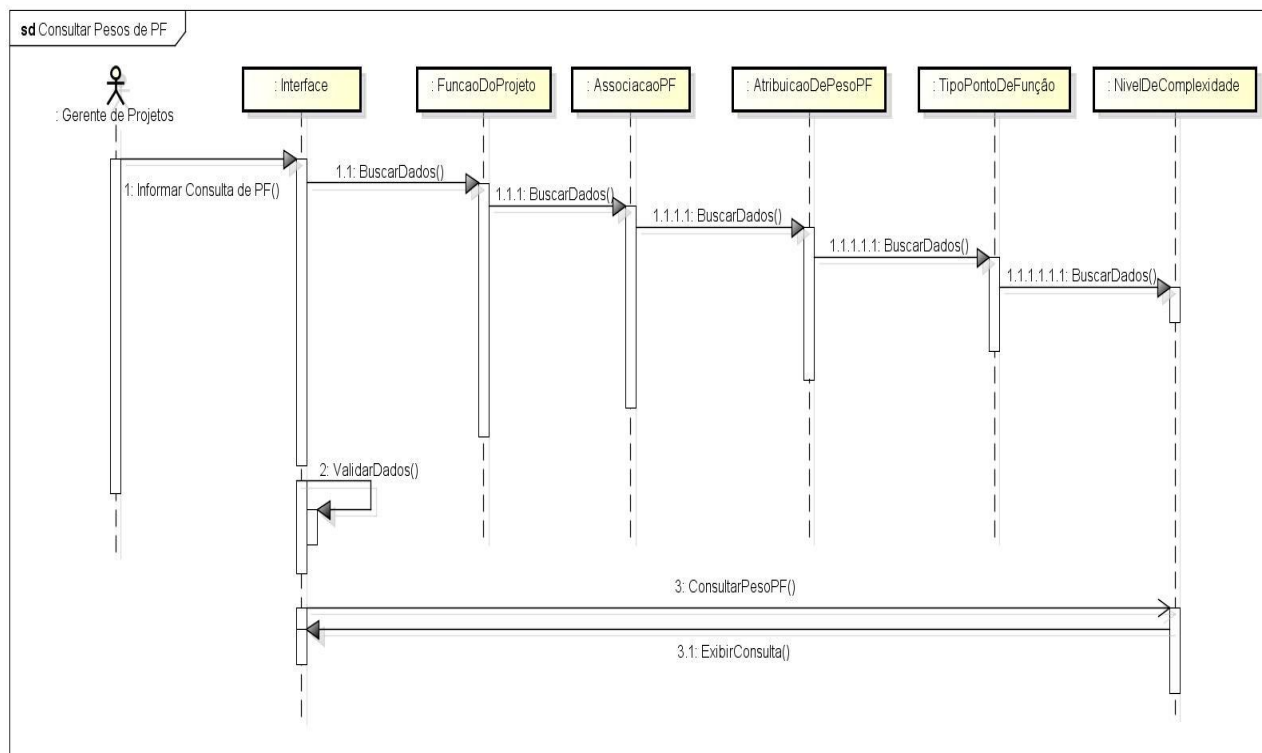 sd Consultar Pesos de PF
: Gerente de Projetos
: Interface
: FuncaoDoProjeto
: AssociacaoPF
: AtribuicaoDePesoPF
: TipoPontoDeFunção
: NivelDeComplexidade
1: Informar Consulta de PF()
1.1: BuscarDados()
1.1.1: BuscarDados()
1.1.1.1: BuscarDados()
1.1.1.1.1: BuscarDados()
1.1.1.1.1.1: BuscarDados()
2: ValidarDados()
3: ConsultarPesoPF()
3.1: ExibirConsulta()